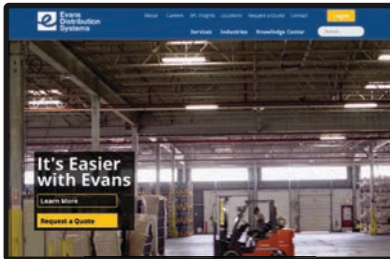 Evans
Distribution
Systems
About Careers 3PL Insights Locations Request a Quote Contact
Login
Services Industries Knowledge Center
It's Easier
with Evans
Learn More
Request a Quote